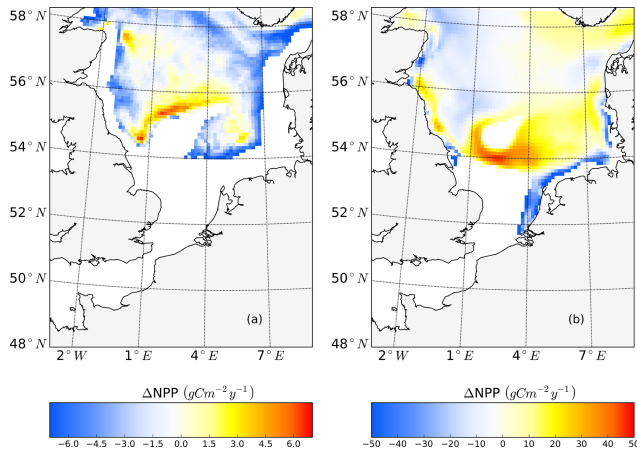 58°N
56°N
54°N
52°N
50°N
48°N
2°W 1°E 4°E 7°E
(a)
58°N
56°N
54°N
52°N
50°N
48°N
2°W 1°E 4°E 7°E
(b)
ΔNPP (gCm⁻²y⁻¹)
−6.0 −4.5 −3.0 −1.5 0.0 1.5 3.0 4.5 6.0
ΔNPP (gCm⁻²y⁻¹)
−50 −40 −30 −20 −10 0 10 20 30 40 50